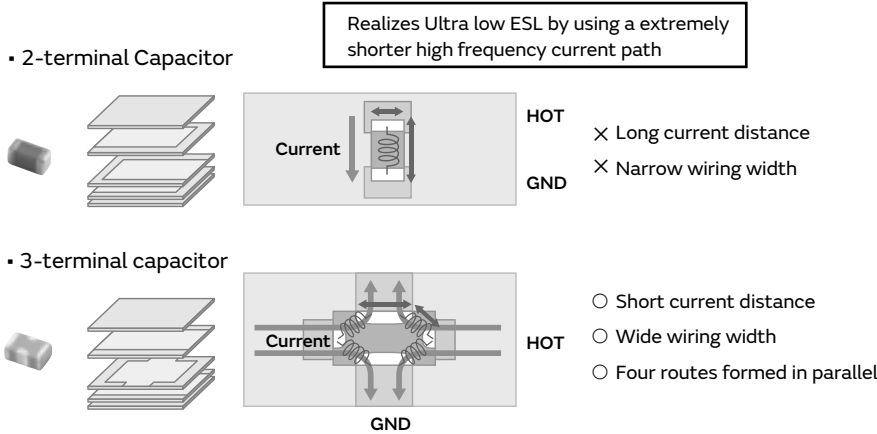 Realizes Ultra low ESL by using a extremely
shorter high frequency current path
▪ 2-terminal Capacitor
HOT
Current
GND
× Long current distance
× Narrow wiring width
▪ 3-terminal capacitor
Current
HOT
GND
○ Short current distance
○ Wide wiring width
○ Four routes formed in parallel